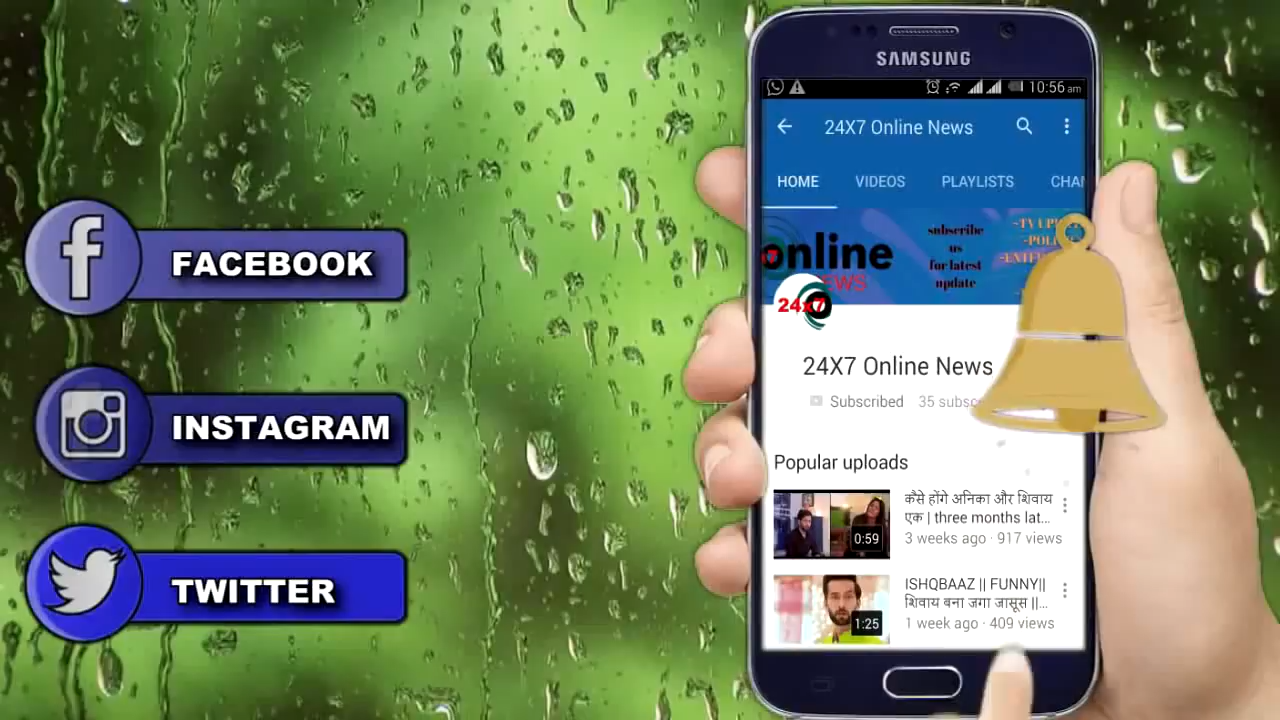 FACEBOOK
INSTAGRAM
TWITTER
SAMSUNG
10:56 am
24X7 Online News
HOME VIDEOS PLAYLISTS
online
subscribe
us
for latest
update
24x7
24X7 Online News
Subscribed 35
Popular uploads
कैसे होंगे अनिका और शिवाय
एक | three months lat...
0:59
3 weeks ago · 917 views
ISHQBAAZ || FUNNY||
शिवाय बना जगा जासूस ||...
1:25
1 week ago · 409 views